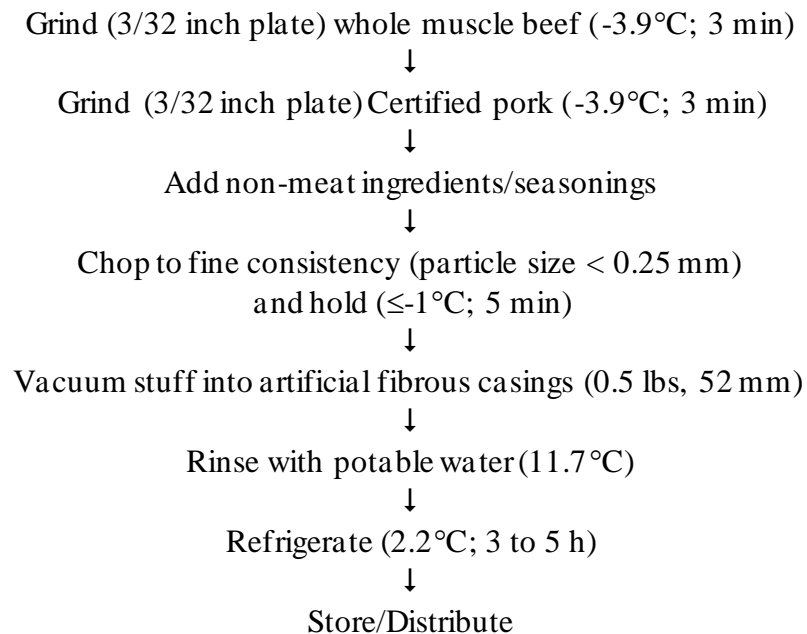 Grind (3/32 inch plate) whole muscle beef (-3.9°C; 3 min)
↓
Grind (3/32 inch plate) Certified pork (-3.9°C; 3 min)
↓
Add non-meat ingredients/seasonings
↓
Chop to fine consistency (particle size < 0.25 mm)
and hold (≤-1°C; 5 min)
↓
Vacuum stuff into artificial fibrous casings (0.5 lbs, 52 mm)
↓
Rinse with potable water (11.7°C)
↓
Refrigerate (2.2°C; 3 to 5 h)
↓
Store/Distribute